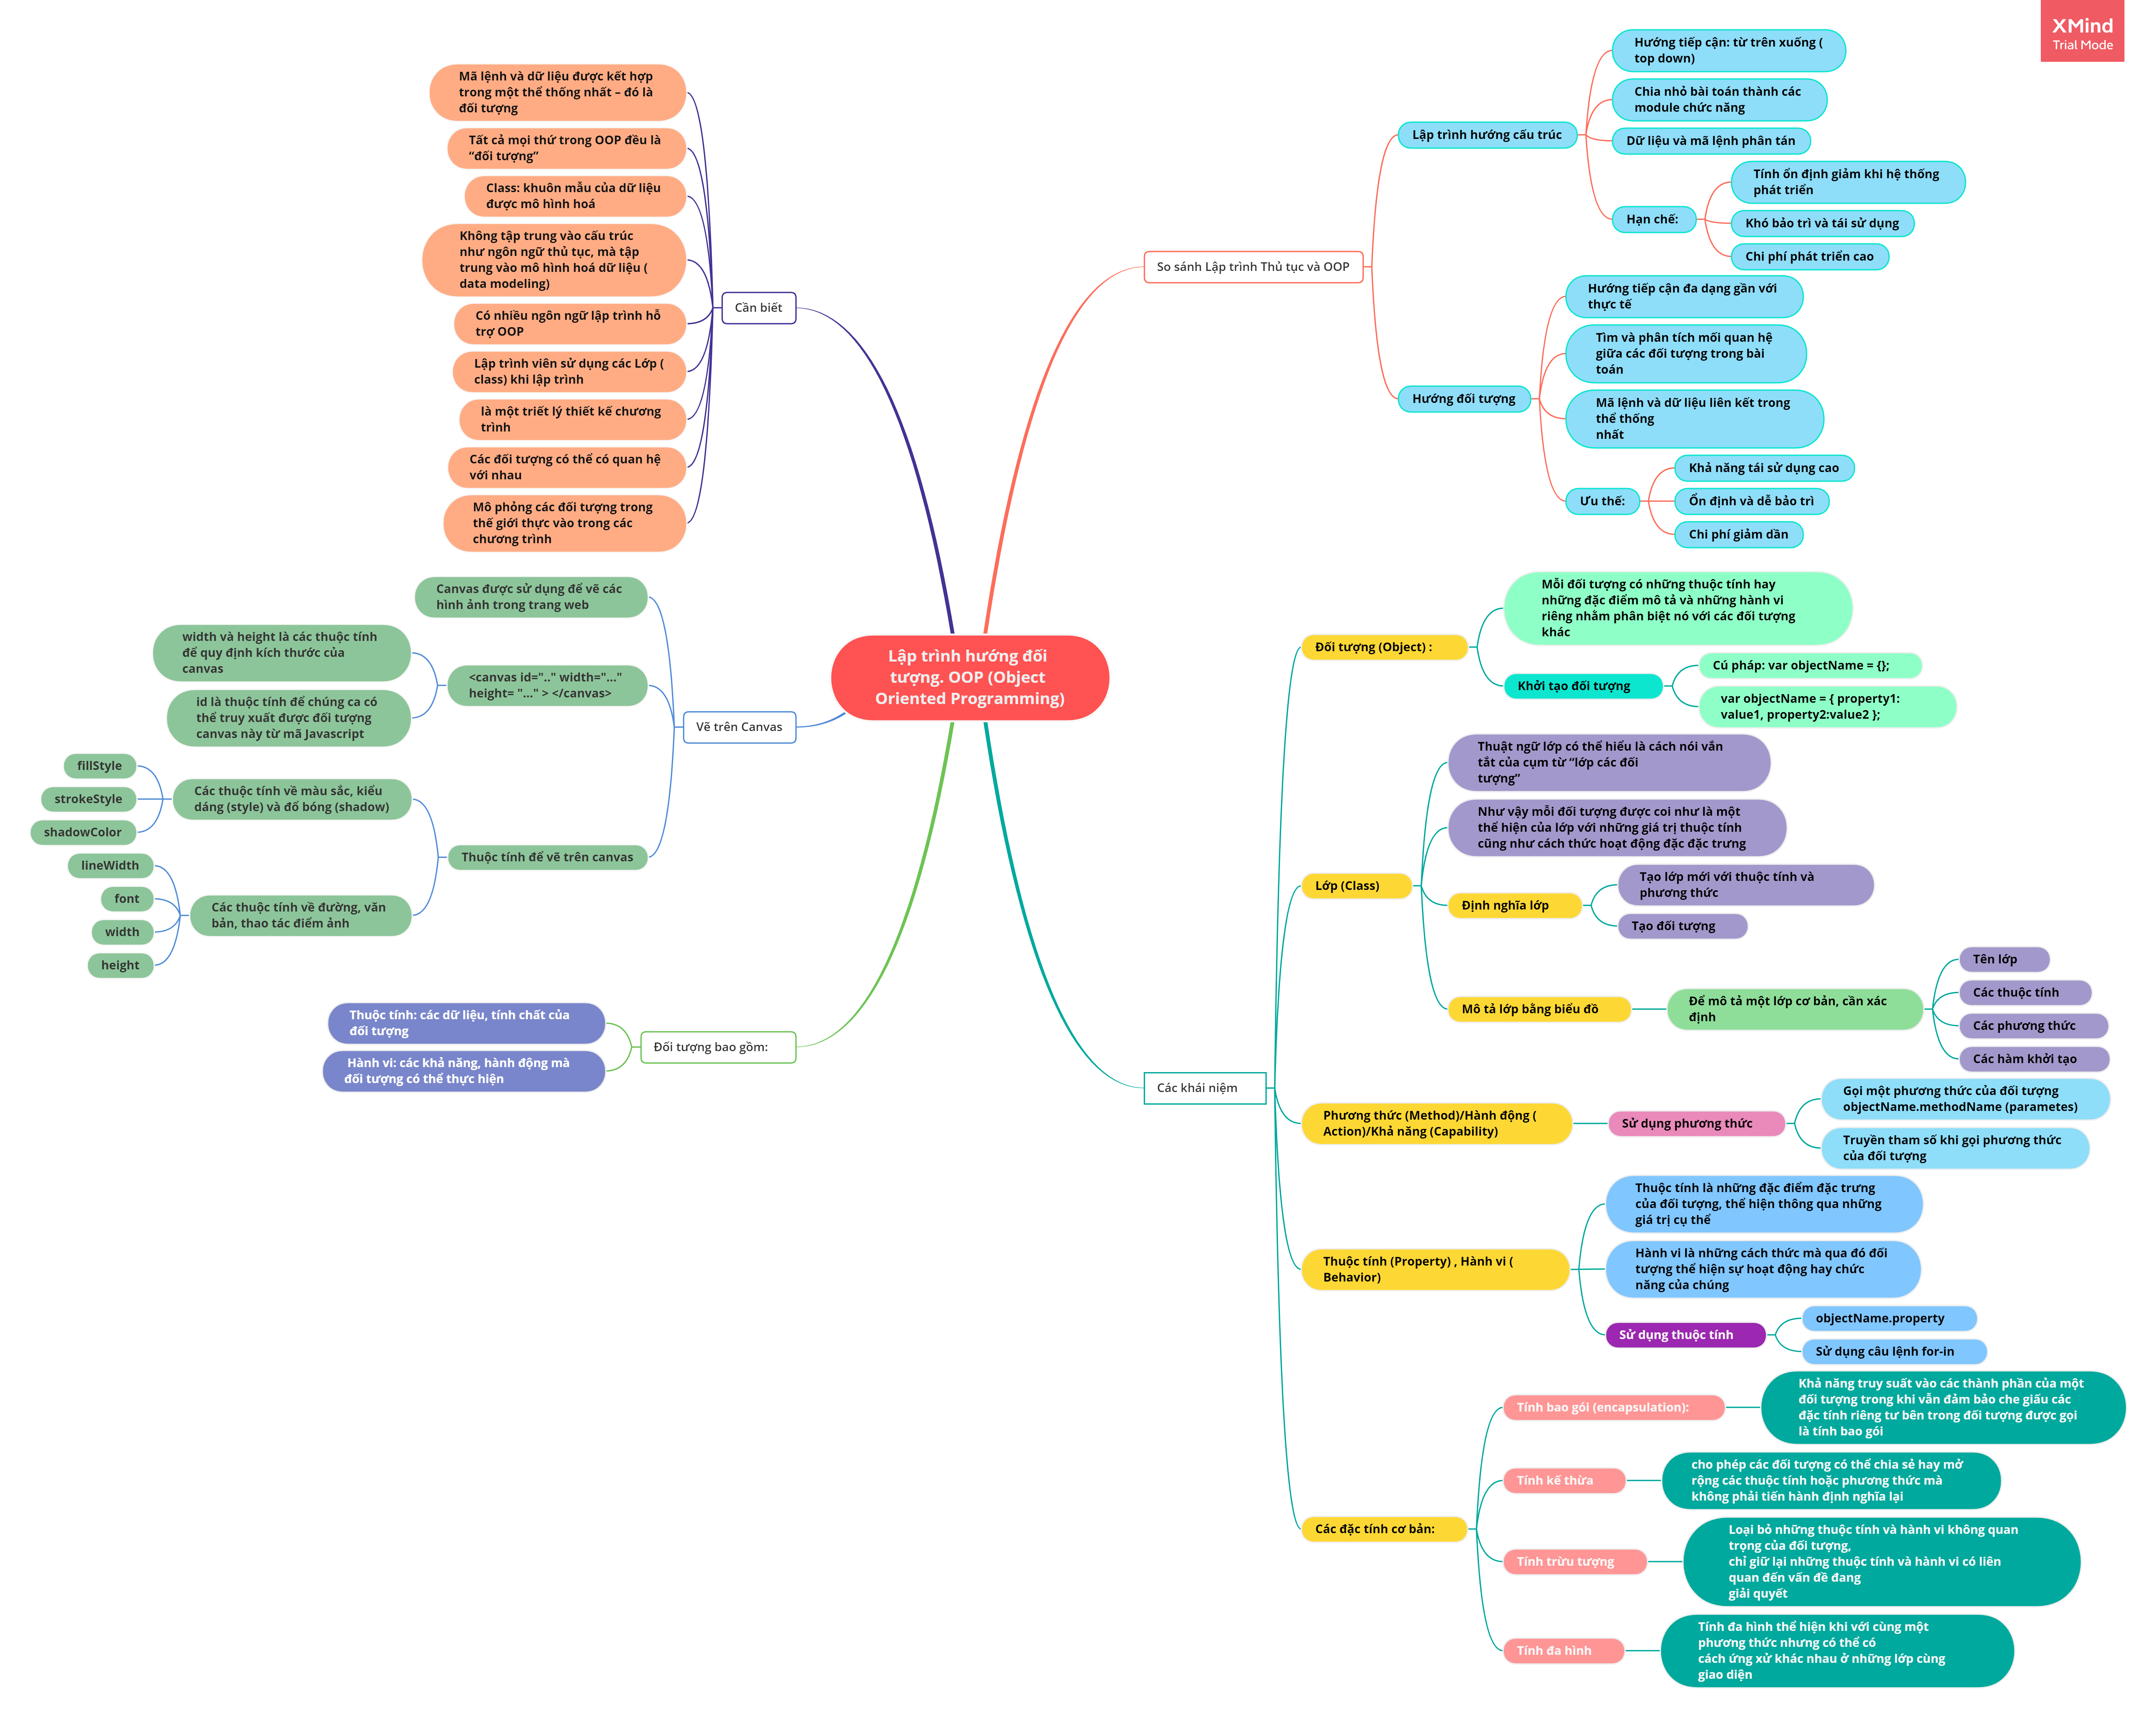 XMind
Trial Mode
Lập trình hướng đối
tượng. OOP (Object
Oriented Programming)
So sánh Lập trình Thủ tục và OOP
Lập trình hướng cấu trúc
Hướng tiếp cận: từ trên xuống (
top down)
Chia nhỏ bài toán thành các
module chức năng
Dữ liệu và mã lệnh phân tán
Hạn chế:
Tính ổn định giảm khi hệ thống
phát triển
Khó bảo trì và tái sử dụng
Chi phí phát triển cao
Hướng đối tượng
Hướng tiếp cận đa dạng gần với
thực tế
Tìm và phân tích mối quan hệ
giữa các đối tượng trong bài
toán
Mã lệnh và dữ liệu liên kết trong
thể thống
nhất
Ưu thế:
Khả năng tái sử dụng cao
Ổn định và dễ bảo trì
Chi phí giảm dần
Các khái niệm
Đối tượng (Object) :
Mỗi đối tượng có những thuộc tính hay
những đặc điểm mô tả và những hành vi
riêng nhằm phân biệt nó với các đối tượng
khác
Khởi tạo đối tượng
Cú pháp: var objectName = {};
var objectName = { property1:
value1, property2:value2 };
Lớp (Class)
Thuật ngữ lớp có thể hiểu là cách nói vắn
tắt của cụm từ “lớp các đối
tượng”
Như vậy mỗi đối tượng được coi như là một
thể hiện của lớp với những giá trị thuộc tính
cũng như cách thức hoạt động đặc đặc trưng
Định nghĩa lớp
Tạo lớp mới với thuộc tính và
phương thức
Tạo đối tượng
Mô tả lớp bằng biểu đồ
Để mô tả một lớp cơ bản, cần xác
định
Tên lớp
Các thuộc tính
Các phương thức
Các hàm khởi tạo
Phương thức (Method)/Hành động (
Action)/Khả năng (Capability)
Sử dụng phương thức
Gọi một phương thức của đối tượng
objectName.methodName (parametes)
Truyền tham số khi gọi phương thức
của đối tượng
Thuộc tính (Property) , Hành vi (
Behavior)
Thuộc tính là những đặc điểm đặc trưng
của đối tượng, thể hiện thông qua những
giá trị cụ thể
Hành vi là những cách thức mà qua đó đối
tượng thể hiện sự hoạt động hay chức
năng của chúng
Sử dụng thuộc tính
objectName.property
Sử dụng câu lệnh for-in
Các đặc tính cơ bản:
Tính bao gói (encapsulation):
Khả năng truy suất vào các thành phần của một
đối tượng trong khi vẫn đảm bảo che giấu các
đặc tính riêng tư bên trong đối tượng được gọi
là tính bao gói
Tính kế thừa
cho phép các đối tượng có thể chia sẻ hay mở
rộng các thuộc tính hoặc phương thức mà
không phải tiến hành định nghĩa lại
Tính trừu tượng
Loại bỏ những thuộc tính và hành vi không quan
trọng của đối tượng,
chỉ giữ lại những thuộc tính và hành vi có liên
quan đến vấn đề đang
giải quyết
Tính đa hình
Tính đa hình thể hiện khi với cùng một
phương thức nhưng có thể có
cách ứng xử khác nhau ở những lớp cùng
giao diện
Cần biết
Mã lệnh và dữ liệu được kết hợp
trong một thể thống nhất – đó là
đối tượng
Tất cả mọi thứ trong OOP đều là
“đối tượng”
Class: khuôn mẫu của dữ liệu
được mô hình hoá
Không tập trung vào cấu trúc
như ngôn ngữ thủ tục, mà tập
trung vào mô hình hoá dữ liệu (
data modeling)
Có nhiều ngôn ngữ lập trình hỗ
trợ OOP
Lập trình viên sử dụng các Lớp (
class) khi lập trình
là một triết lý thiết kế chương
trình
Các đối tượng có thể có quan hệ
với nhau
Mô phỏng các đối tượng trong
thế giới thực vào trong các
chương trình
Vẽ trên Canvas
Canvas được sử dụng để vẽ các
hình ảnh trong trang web
<canvas id=".." width="..."
height= "..." > </canvas>
width và height là các thuộc tính
để quy định kích thước của
canvas
id là thuộc tính để chúng ca có
thể truy xuất được đối tượng
canvas này từ mã Javascript
Thuộc tính để vẽ trên canvas
Các thuộc tính về màu sắc, kiểu
dáng (style) và đổ bóng (shadow)
fillStyle
strokeStyle
shadowColor
Các thuộc tính về đường, văn
bản, thao tác điểm ảnh
lineWidth
font
width
height
Đối tượng bao gồm:
Thuộc tính: các dữ liệu, tính chất của
đối tượng
Hành vi: các khả năng, hành động mà
đối tượng có thể thực hiện